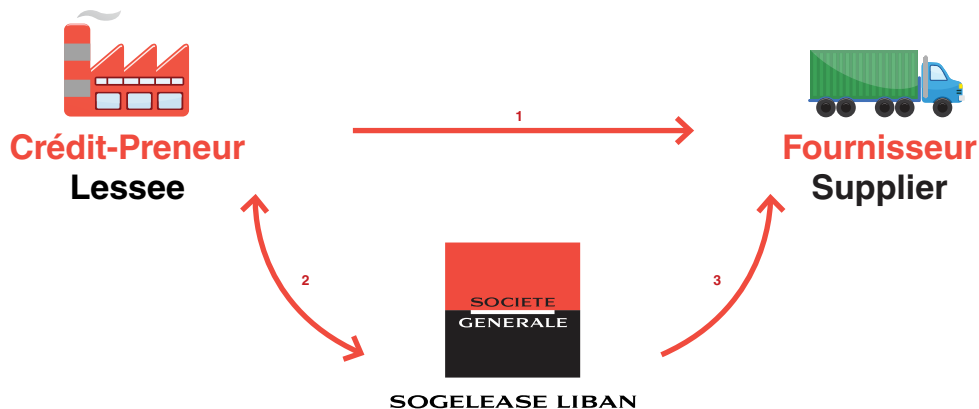 1
Crédit-Preneur
Lessee
Fournisseur
Supplier
2
3
SOCIETE
GENERALE
SOGELEASE LIBAN